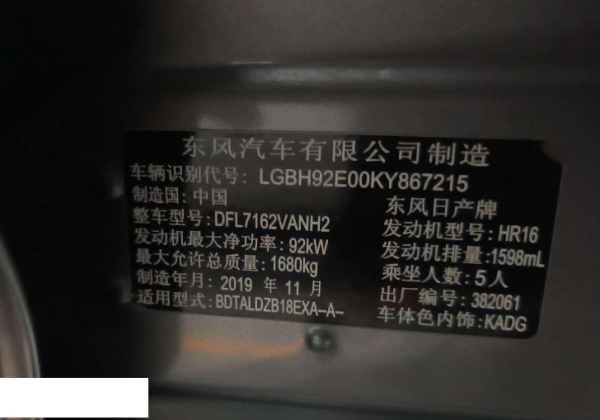 东风汽车有限公司制造
车辆识别代号: LGBH92E00KY867215
制造国: 中国 东风日产牌
整车型号: DFL7162VANH2 发动机型号: HR16
发动机最大净功率: 92kW 发动机排量: 1598mL
最大允许总质量: 1680kg 乘坐人数: 5人
制造年月: 2019 年 11 月 出厂编号: 382061
适用型式: BDTALDZB18EXA--A- 车体色内饰: KADG